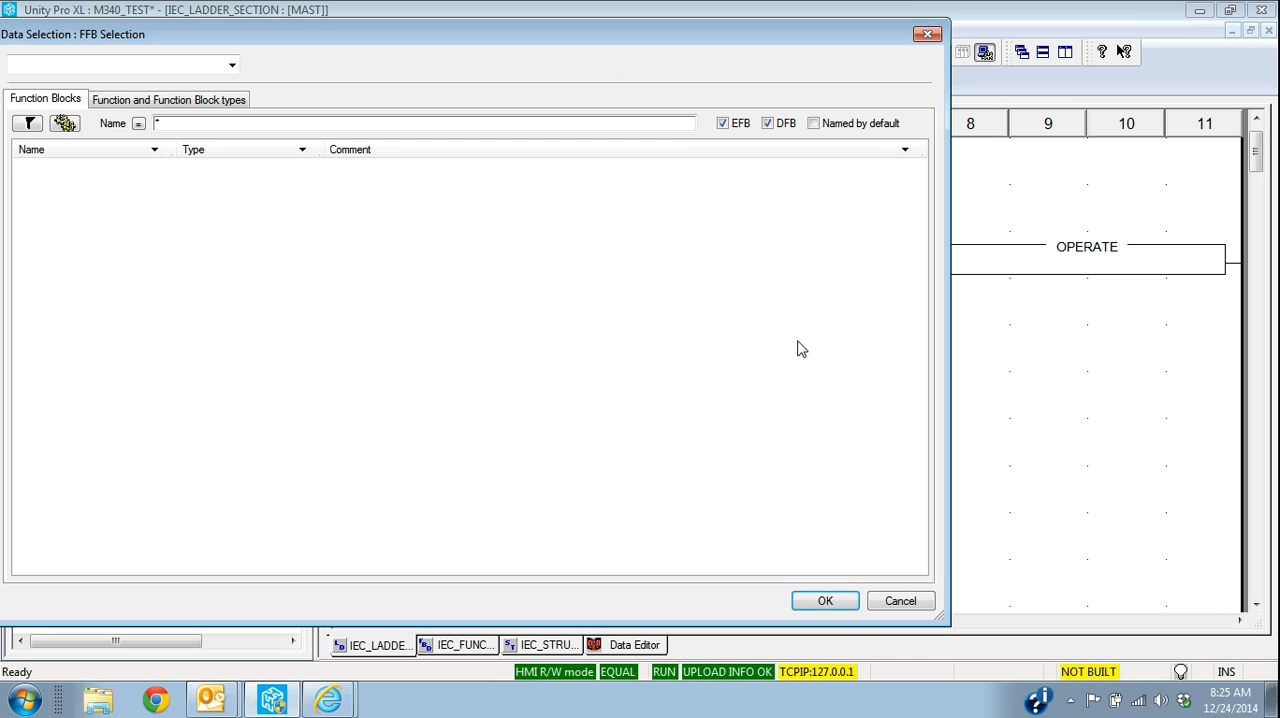 Unity Pro XL : M340_TEST* - [IEC_LADDER_SECTION : [MAST]]
Data Selection : FFB Selection
Function Blocks
Function and Function Block types
Name = *
EFB
DFB
Named by default
Name
Type
Comment
8
9
10
11
OPERATE
OK
Cancel
IEC_LADDE...
IEC_FUNC...
IEC_STRU...
Data Editor
Ready
HMI R/W mode
EQUAL
RUN
UPLOAD INFO OK
TCPIP:127.0.0.1
NOT BUILT
INS
8:25 AM
12/24/2014